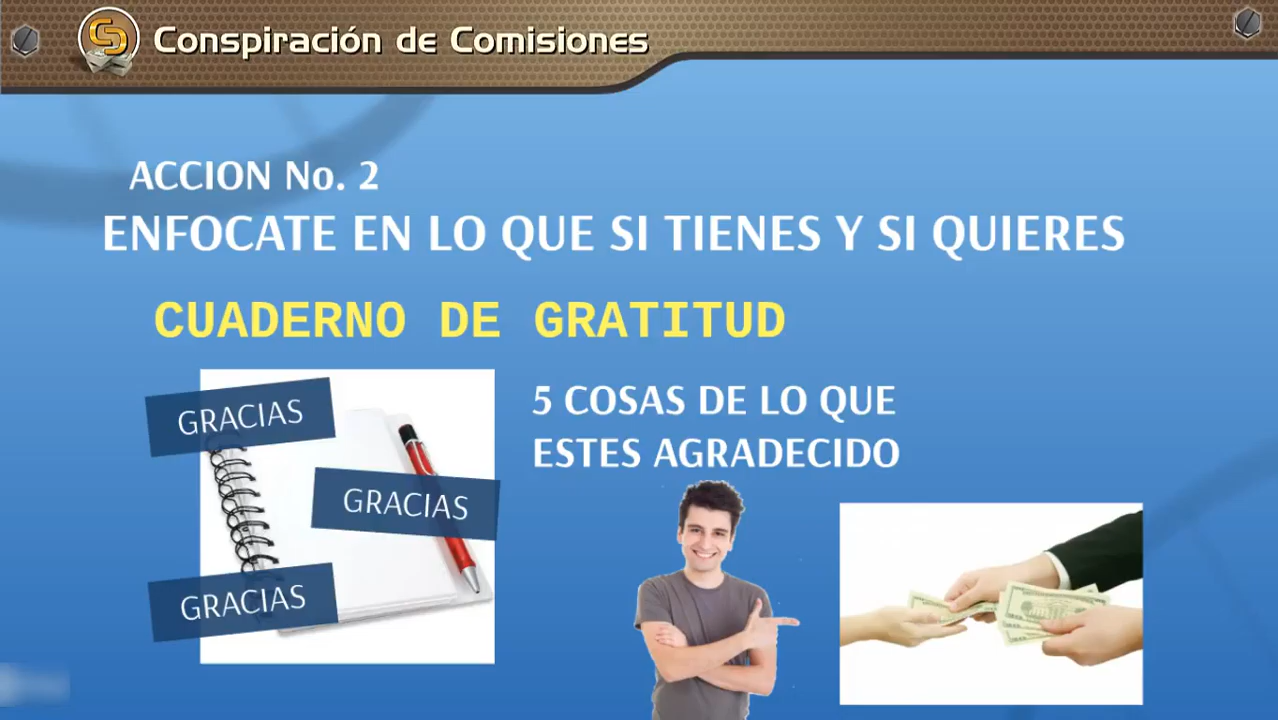 Conspiración de Comisiones
ACCION No. 2
ENFOCATE EN LO QUE SI TIENES Y SI QUIERES
CUADERNO DE GRATITUD
5 COSAS DE LO QUE
ESTES AGRADECIDO
GRACIAS
GRACIAS
GRACIAS